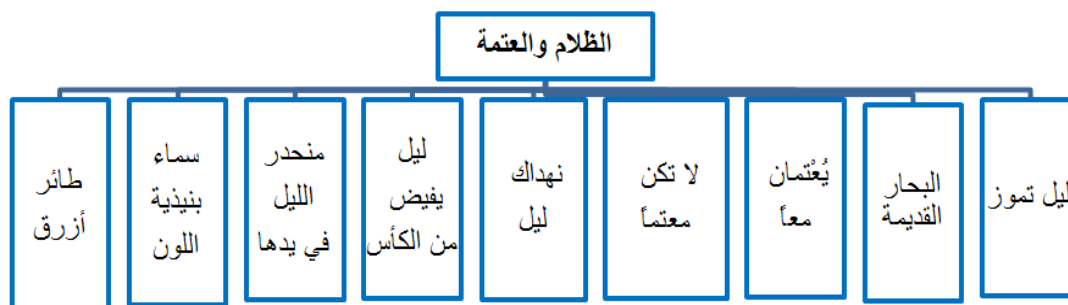 الظلام والعتمة
ليل تموز
البحار
القديمة
يُعْتمان
معاً
لا تكن
معتماً
نهداك
ليل
ليل
يفيض
من الكأس
منحدر
الليل
في يدها
سماء
بنيذية
اللون
طائر
أزرق